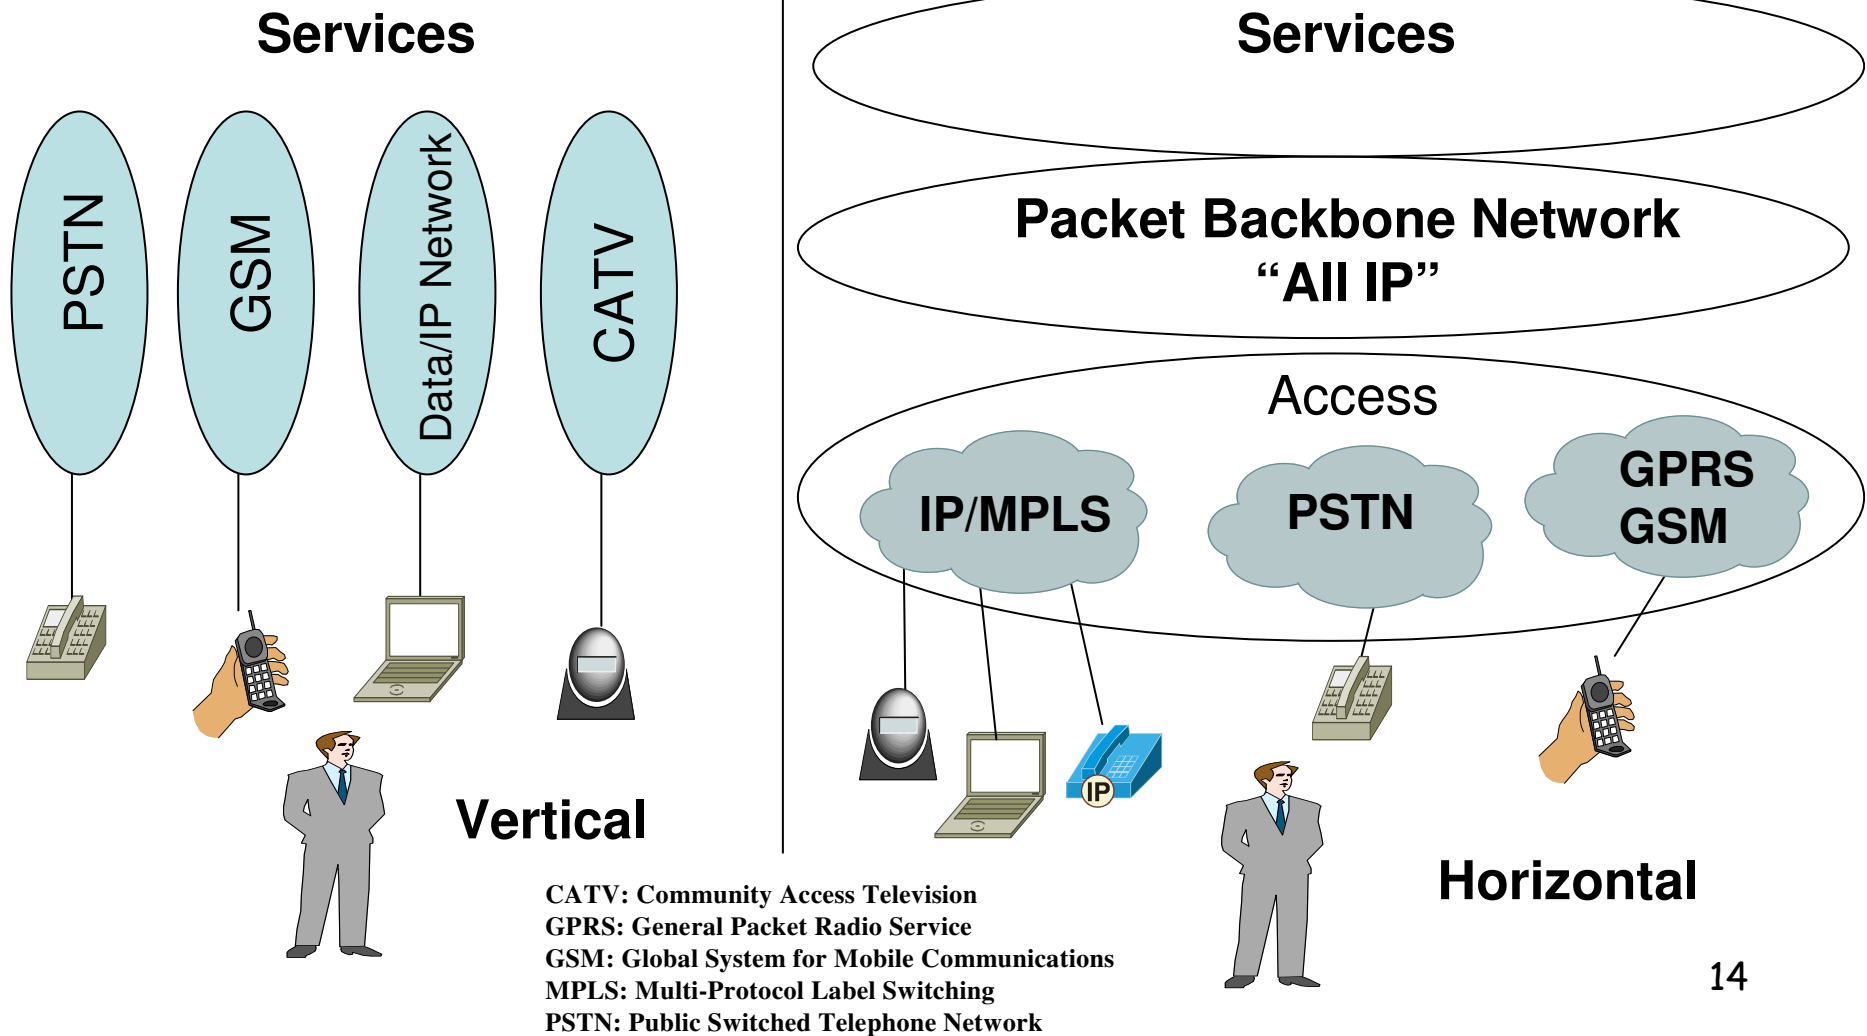 Services
PSTN
GSM
Data/IP Network
CATV
Vertical
Services
Packet Backbone Network
“All IP”
Access
IP/MPLS
PSTN
GPRS
GSM
IP
Horizontal
CATV: Community Access Television
GPRS: General Packet Radio Service
GSM: Global System for Mobile Communications
MPLS: Multi-Protocol Label Switching
PSTN: Public Switched Telephone Network
14